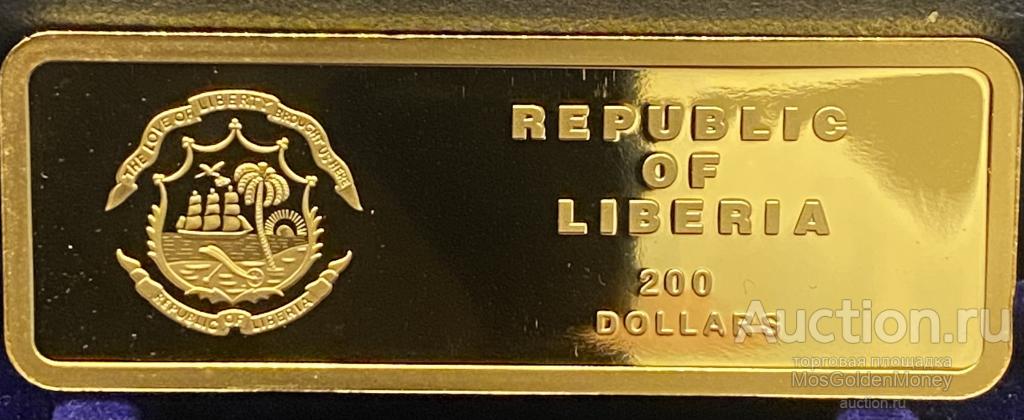 THE LOVE OF LIBERTY BROUGHT US HERE
REPUBLIC OF LIBERIA
REPUBLIC
OF
LIBERIA
200
DOLLARS
Auction.ru
торговая площадка
MosGoldenMoney
auction.ru